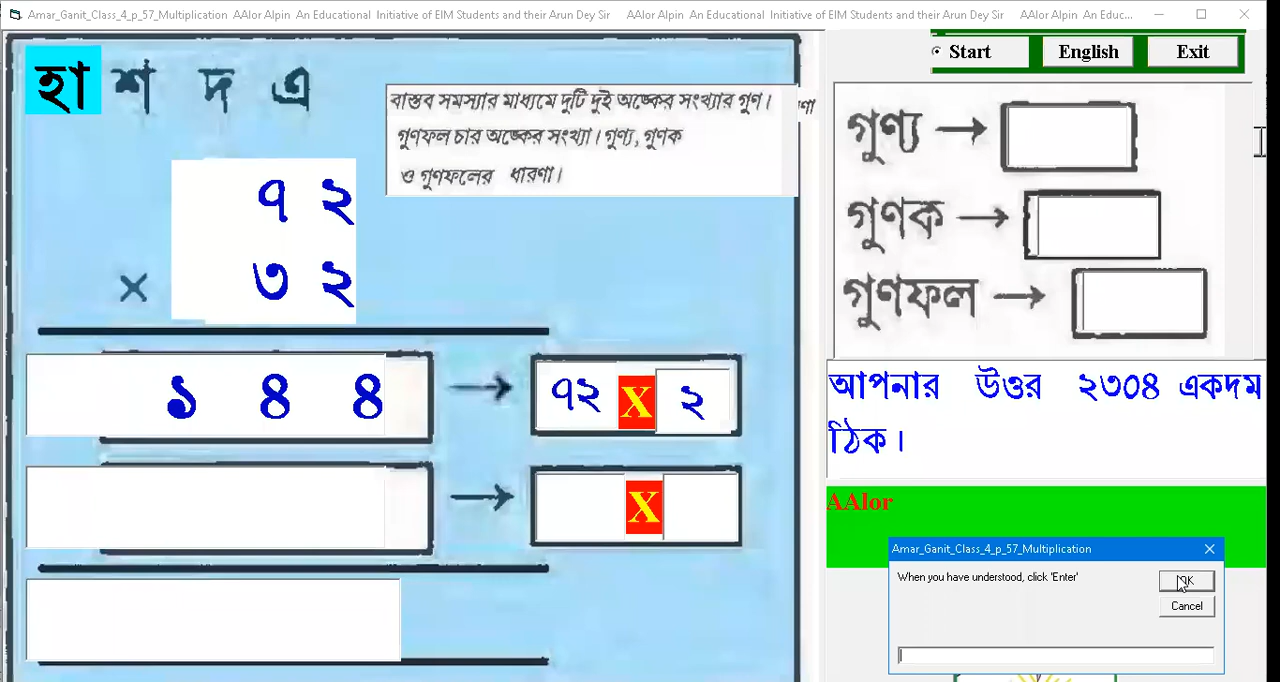 Amar_Ganit_Class_4_p_57_Multiplication AAlor Alpin An Educational Initiative of EIM Students and their Arun Dey Sir AAlor Alpin An Educational Initiative of EIM Students and their Arun Dey Sir AAlor Alpin An Educ...
Start English Exit
হা শ দ এ
বাস্তব সমস্যার মাধ্যমে দুটি দুই অঙ্কের সংখ্যার গুণ।
গুণফল চার অঙ্কের সংখ্যা। গুণ্য, গুণক
ও গুণফলের ধারণা।
৭ ২
× ৩ ২
১ ৪ ৪ → ৭২ X ২
→ X
গুণ্য →
গুণক →
গুণফল →
আপনার উওর ২৩০৪ একদম
ঠিক।
AAlor
Amar_Ganit_Class_4_p_57_Multiplication
When you have understood, click 'Enter'
OK
Cancel